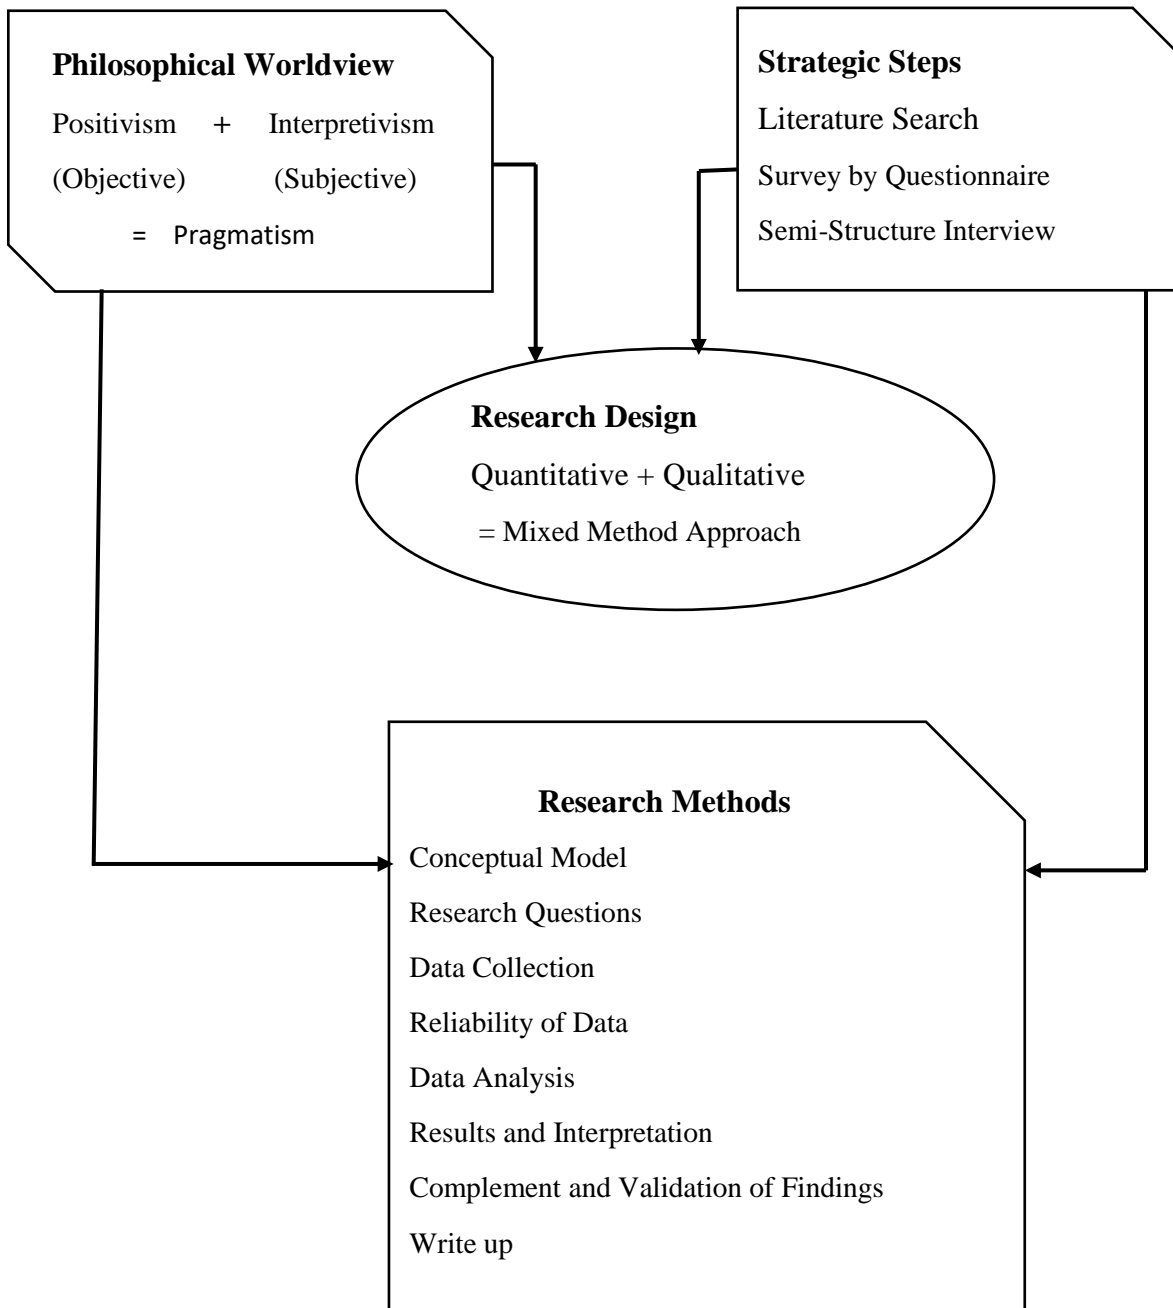 Philosophical Worldview
Positivism + Interpretivism
(Objective) (Subjective)
= Pragmatism
Strategic Steps
Literature Search
Survey by Questionnaire
Semi-Structure Interview
Research Design
Quantitative + Qualitative
= Mixed Method Approach
Research Methods
Conceptual Model
Research Questions
Data Collection
Reliability of Data
Data Analysis
Results and Interpretation
Complement and Validation of Findings
Write up